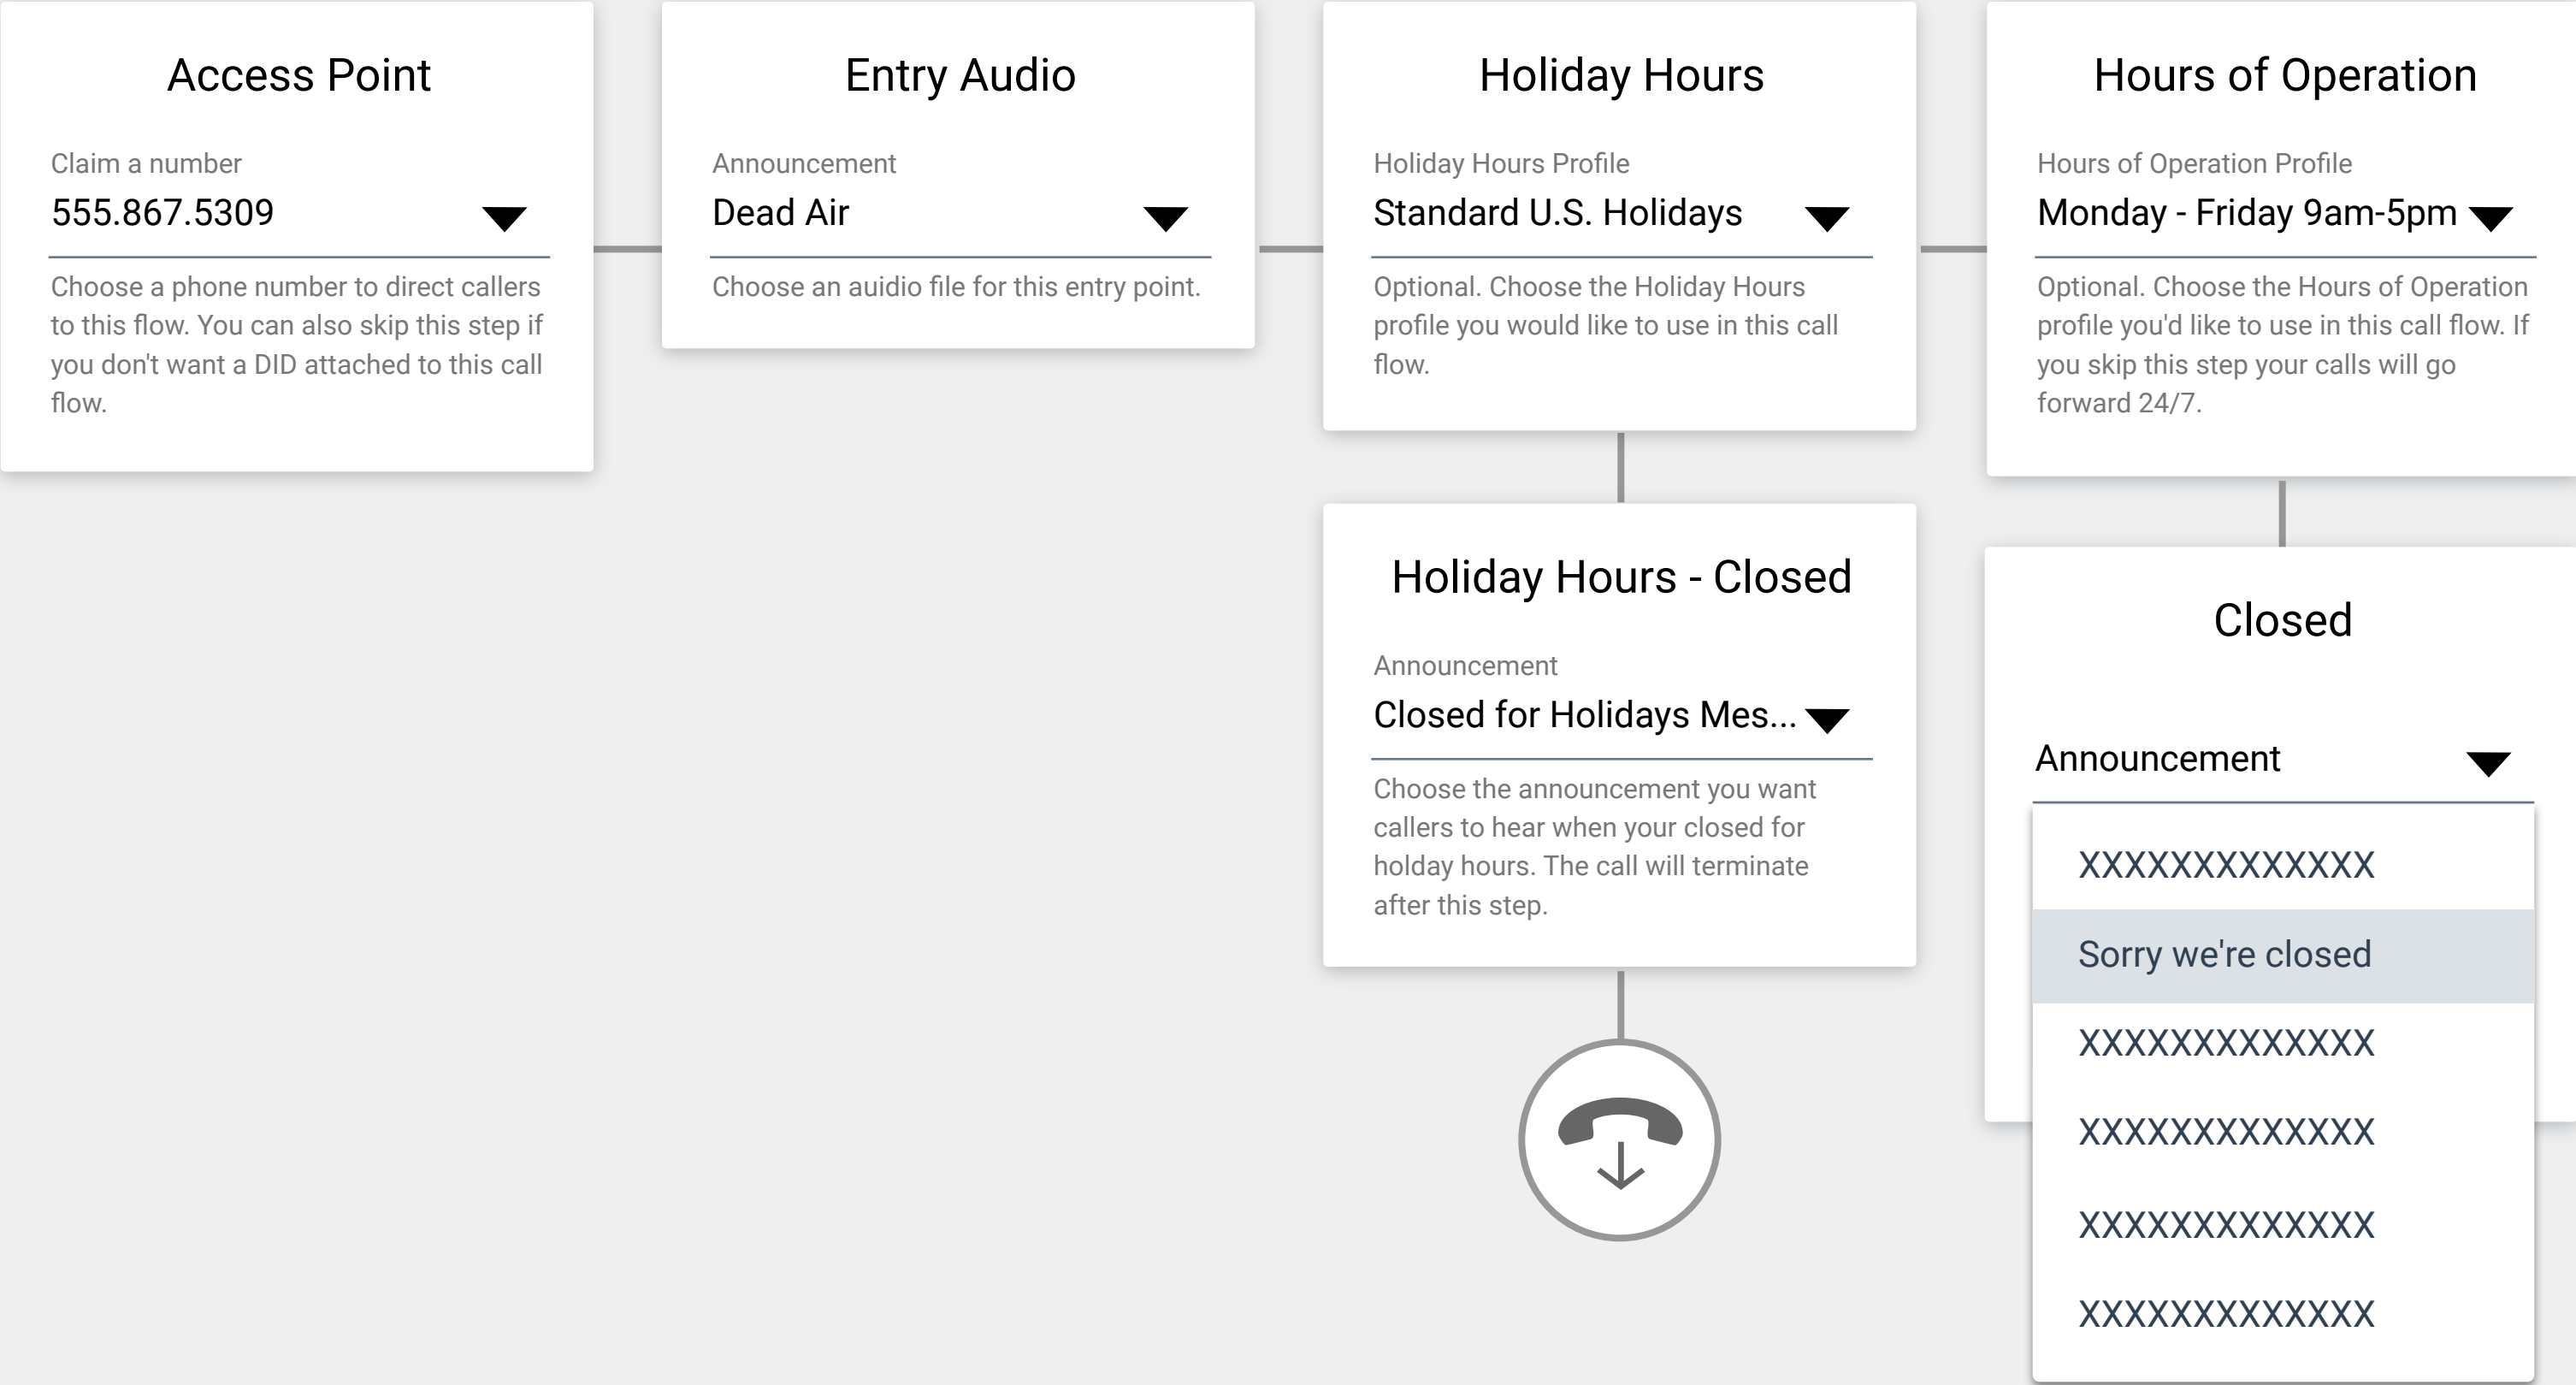 Access Point
Claim a number
555.867.5309
Choose a phone number to direct callers
to this flow. You can also skip this step if
you don't want a DID attached to this call
flow.
Entry Audio
Announcement
Dead Air
Choose an auidio file for this entry point.
Holiday Hours
Holiday Hours Profile
Standard U.S. Holidays
Optional. Choose the Holiday Hours
profile you would like to use in this call
flow.
Holiday Hours - Closed
Announcement
Closed for Holidays Mes...
Choose the announcement you want
callers to hear when your closed for
holday hours. The call will terminate
after this step.
Hours of Operation
Hours of Operation Profile
Monday - Friday 9am-5pm
Optional. Choose the Hours of Operation
profile you'd like to use in this call flow. If
you skip this step your calls will go
forward 24/7.
Closed
Announcement
XXXXXXXXXXXXX
Sorry we're closed
XXXXXXXXXXXXX
XXXXXXXXXXXXX
XXXXXXXXXXXXX
XXXXXXXXXXXXX